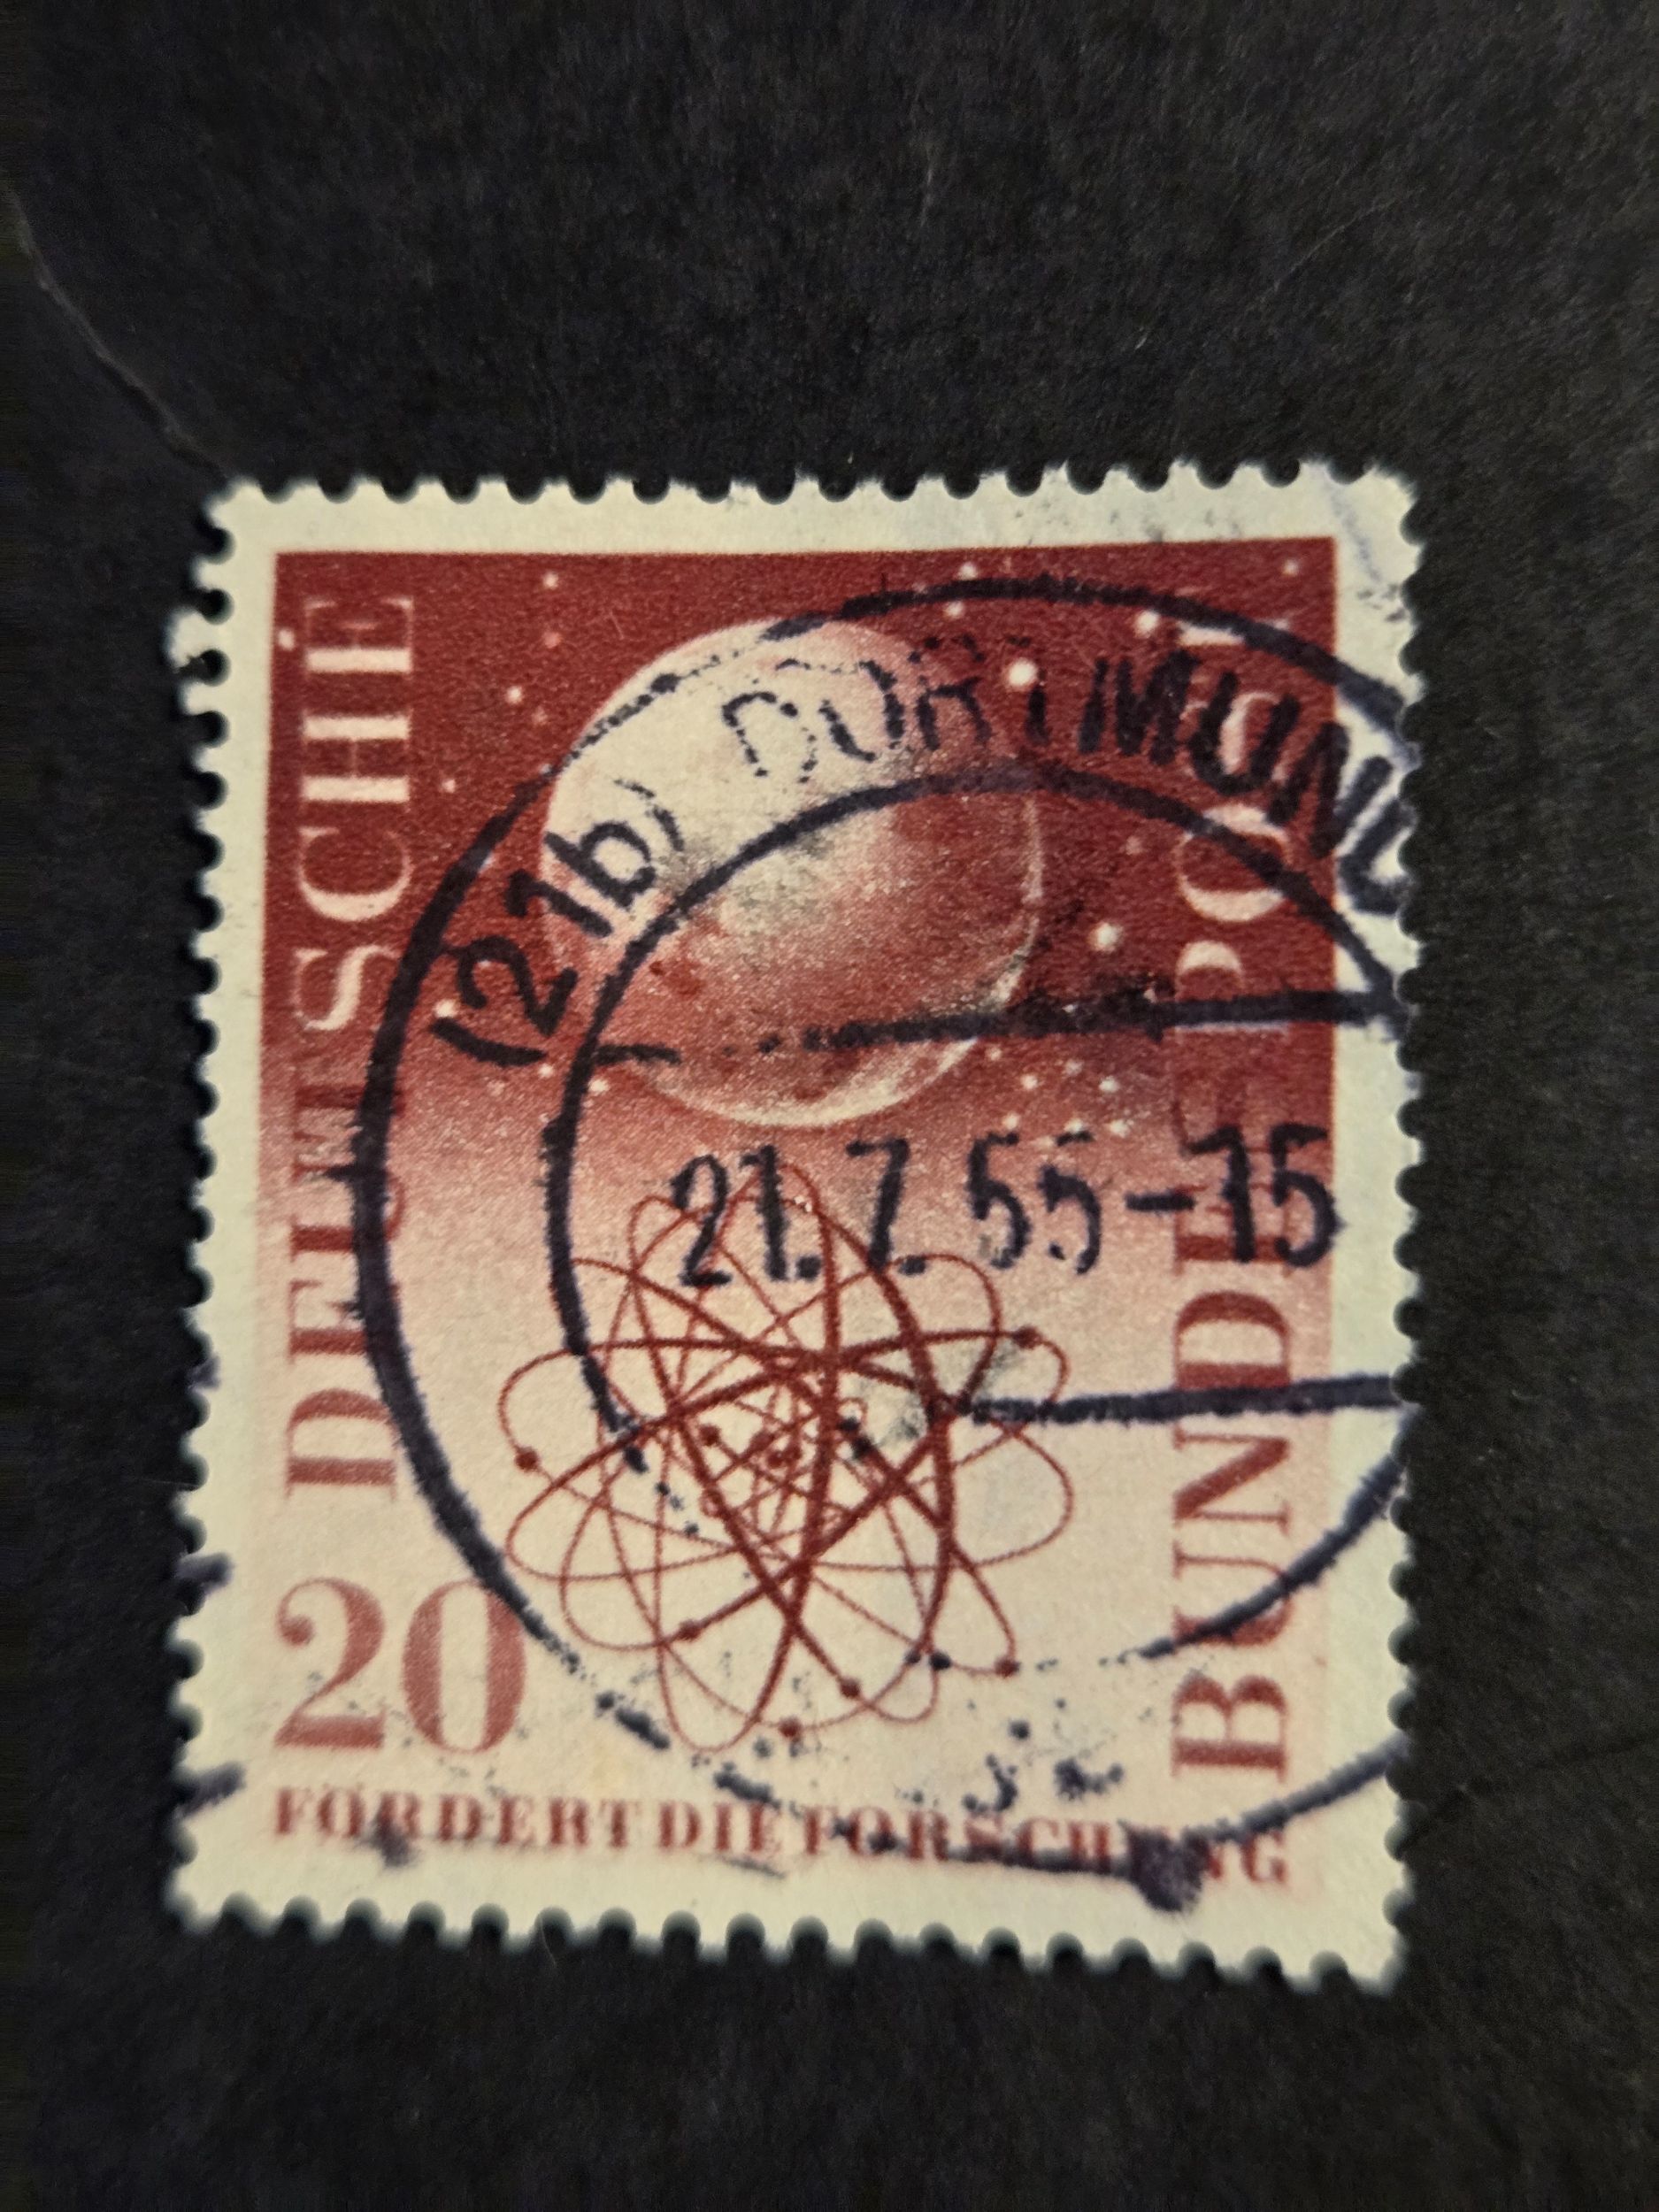 DEUTSCHE
BUNDESPOST
20
FÖRDERT DIE FORSCHUNG
(21b) DORTMUND
21.7.55-15